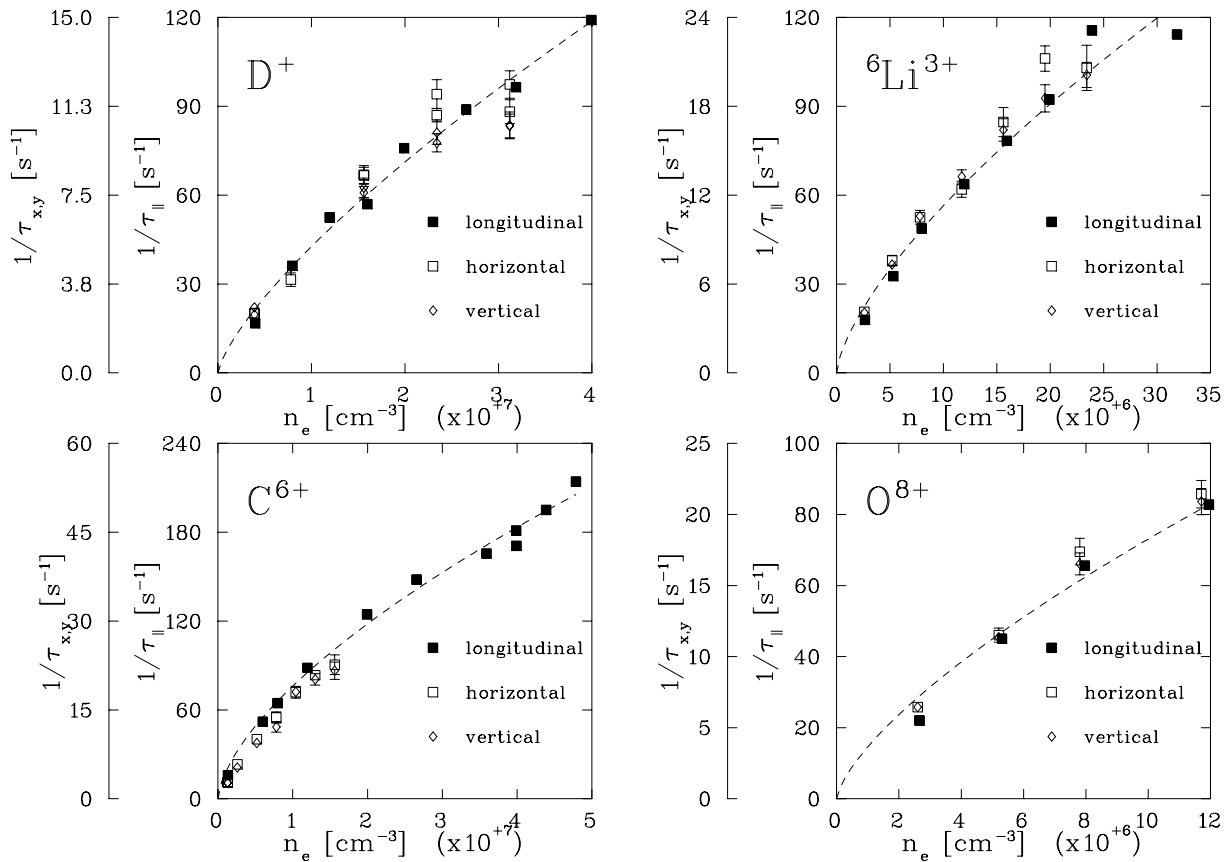 15.0
11.3
7.5
3.8
0.0
1/τx,y [s⁻¹]
120
90
60
30
0
1/τ∥ [s⁻¹]
D⁺
longitudinal
horizontal
vertical
0 1 2 3 4
nₑ [cm⁻³] (x10⁺⁷)
24
18
12
6
0
1/τx,y [s⁻¹]
120
90
60
30
0
1/τ∥ [s⁻¹]
⁶Li³⁺
longitudinal
horizontal
vertical
0 5 10 15 20 25 30 35
nₑ [cm⁻³] (x10⁺⁶)
60
45
30
15
0
1/τx,y [s⁻¹]
240
180
120
60
0
1/τ∥ [s⁻¹]
C⁶⁺
longitudinal
horizontal
vertical
0 1 2 3 4 5
nₑ [cm⁻³] (x10⁺⁷)
25
20
15
10
5
0
1/τx,y [s⁻¹]
100
80
60
40
20
0
1/τ∥ [s⁻¹]
O⁸⁺
longitudinal
horizontal
vertical
0 2 4 6 8 10 12
nₑ [cm⁻³] (x10⁺⁶)